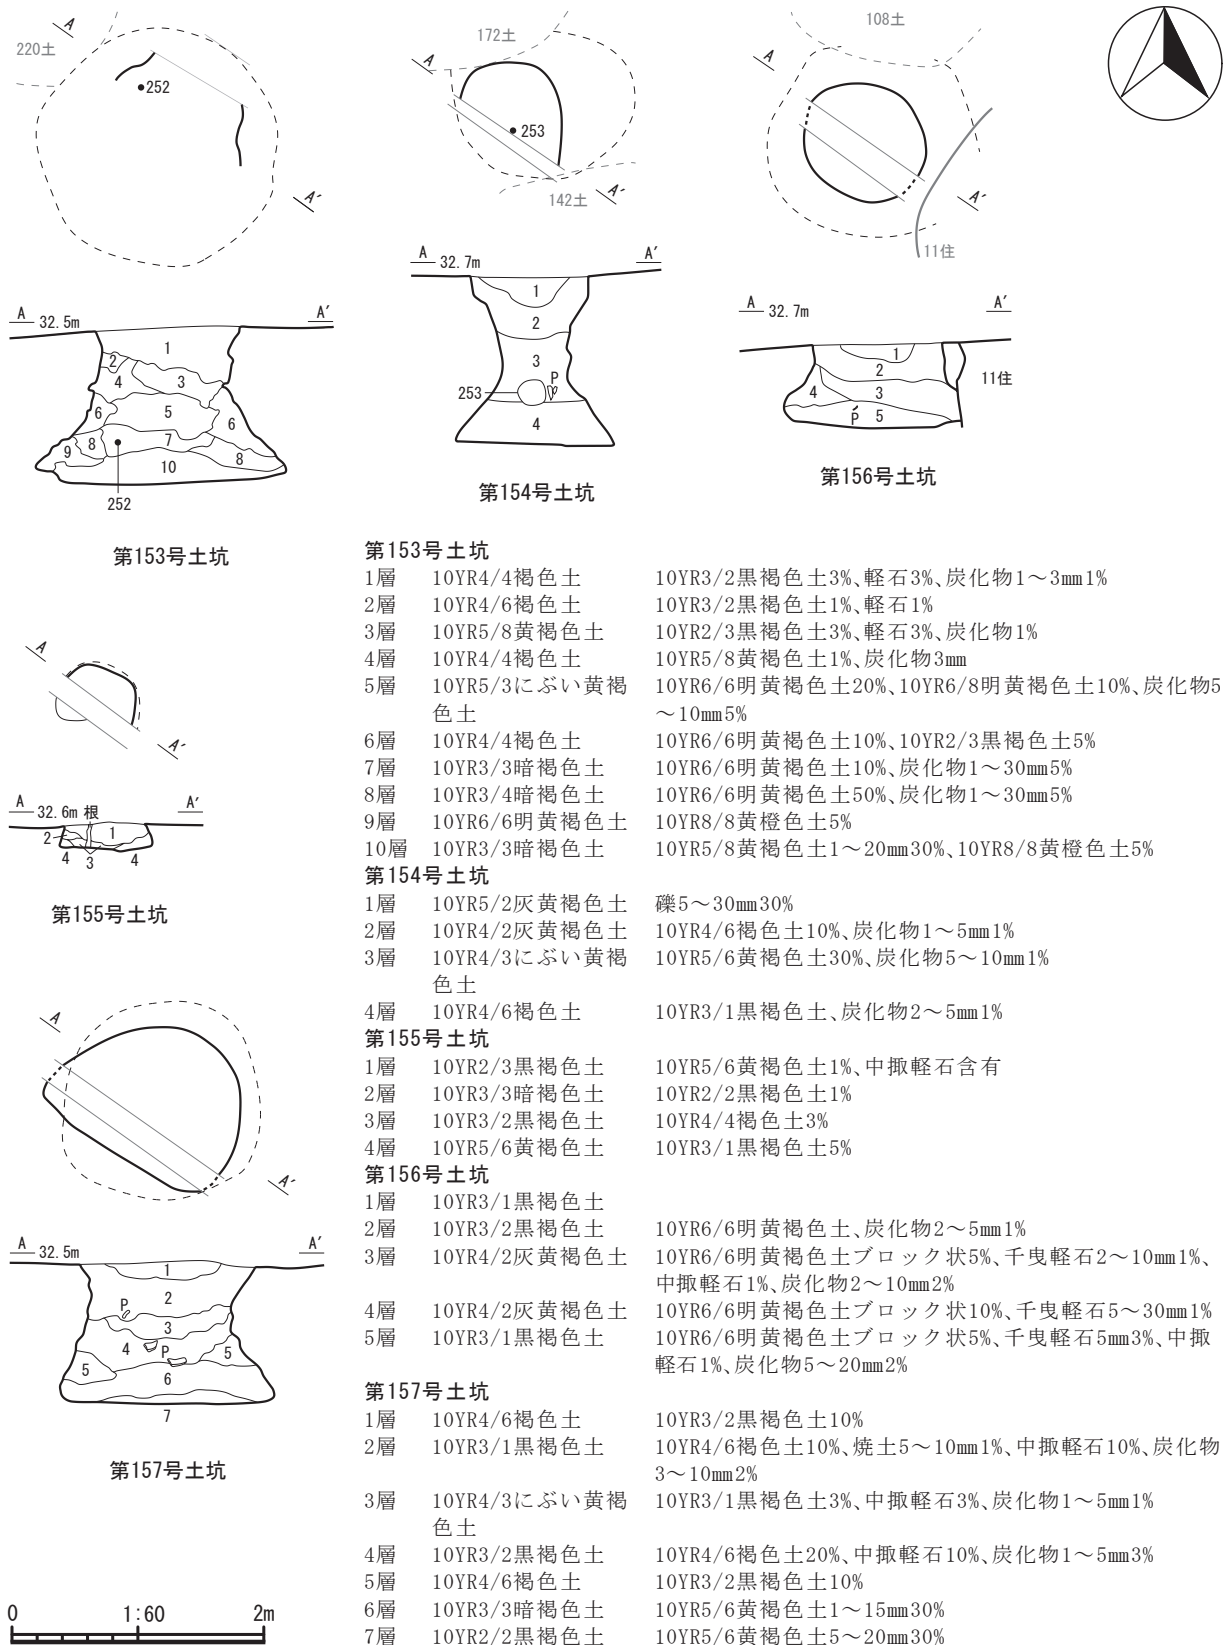 220土
A
252
A′
172土
A
253
142土
A′
108土
A
A′
11住
A 32.5m A′
1
2
4
3
6
5
6
9
8
7
8
10
252
第153号土坑
A 32.7m A′
1
2
3
P
253
4
第154号土坑
A 32.7m A′
1
2
3
4
P
5
11住
第156号土坑
A
A′
A 32.6m 根 A′
2
1
4
3
4
第155号土坑
A
A′
A 32.5m A′
1
2
P
3
4
P
5
5
6
7
第157号土坑
0 1:60 2m
第153号土坑
1層 10YR4/4褐色土 10YR3/2黒褐色土3%、軽石3%、炭化物1～3mm1%
2層 10YR4/6褐色土 10YR3/2黒褐色土1%、軽石1%
3層 10YR5/8黄褐色土 10YR2/3黒褐色土3%、軽石3%、炭化物1%
4層 10YR4/4褐色土 10YR5/8黄褐色土1%、炭化物3mm
5層 10YR5/3にぶい黄褐 10YR6/6明黄褐色土20%、10YR6/8明黄褐色土10%、炭化物5
色土 ～10mm5%
6層 10YR4/4褐色土 10YR6/6明黄褐色土10%、10YR2/3黒褐色土5%
7層 10YR3/3暗褐色土 10YR6/6明黄褐色土10%、炭化物1～30mm5%
8層 10YR3/4暗褐色土 10YR6/6明黄褐色土50%、炭化物1～30mm5%
9層 10YR6/6明黄褐色土 10YR8/8黄橙色土5%
10層 10YR3/3暗褐色土 10YR5/8黄褐色土1～20mm30%、10YR8/8黄橙色土5%
第154号土坑
1層 10YR5/2灰黄褐色土 礫5～30mm30%
2層 10YR4/2灰黄褐色土 10YR4/6褐色土10%、炭化物1～5mm1%
3層 10YR4/3にぶい黄褐 10YR5/6黄褐色土30%、炭化物5～10mm1%
色土
4層 10YR4/6褐色土 10YR3/1黒褐色土、炭化物2～5mm1%
第155号土坑
1層 10YR2/3黒褐色土 10YR5/6黄褐色土1%、中掫軽石含有
2層 10YR3/3暗褐色土 10YR2/2黒褐色土1%
3層 10YR3/2黒褐色土 10YR4/4褐色土3%
4層 10YR5/6黄褐色土 10YR3/1黒褐色土5%
第156号土坑
1層 10YR3/1黒褐色土
2層 10YR3/2黒褐色土 10YR6/6明黄褐色土、炭化物2～5mm1%
3層 10YR4/2灰黄褐色土 10YR6/6明黄褐色土ブロック状5%、千曳軽石2～10mm1%、
中掫軽石1%、炭化物2～10mm2%
4層 10YR4/2灰黄褐色土 10YR6/6明黄褐色土ブロック状10%、千曳軽石5～30mm1%
5層 10YR3/1黒褐色土 10YR6/6明黄褐色土ブロック状5%、千曳軽石5mm3%、中掫
軽石1%、炭化物5～20mm2%
第157号土坑
1層 10YR4/6褐色土 10YR3/2黒褐色土10%
2層 10YR3/1黒褐色土 10YR4/6褐色土10%、焼土5～10mm1%、中掫軽石10%、炭化物
3～10mm2%
3層 10YR4/3にぶい黄褐 10YR3/1黒褐色土3%、中掫軽石3%、炭化物1～5mm1%
色土
4層 10YR3/2黒褐色土 10YR4/6褐色土20%、中掫軽石10%、炭化物1～5mm3%
5層 10YR4/6褐色土 10YR3/2黒褐色土10%
6層 10YR3/3暗褐色土 10YR5/6黄褐色土1～15mm30%
7層 10YR2/2黒褐色土 10YR5/6黄褐色土5～20mm30%